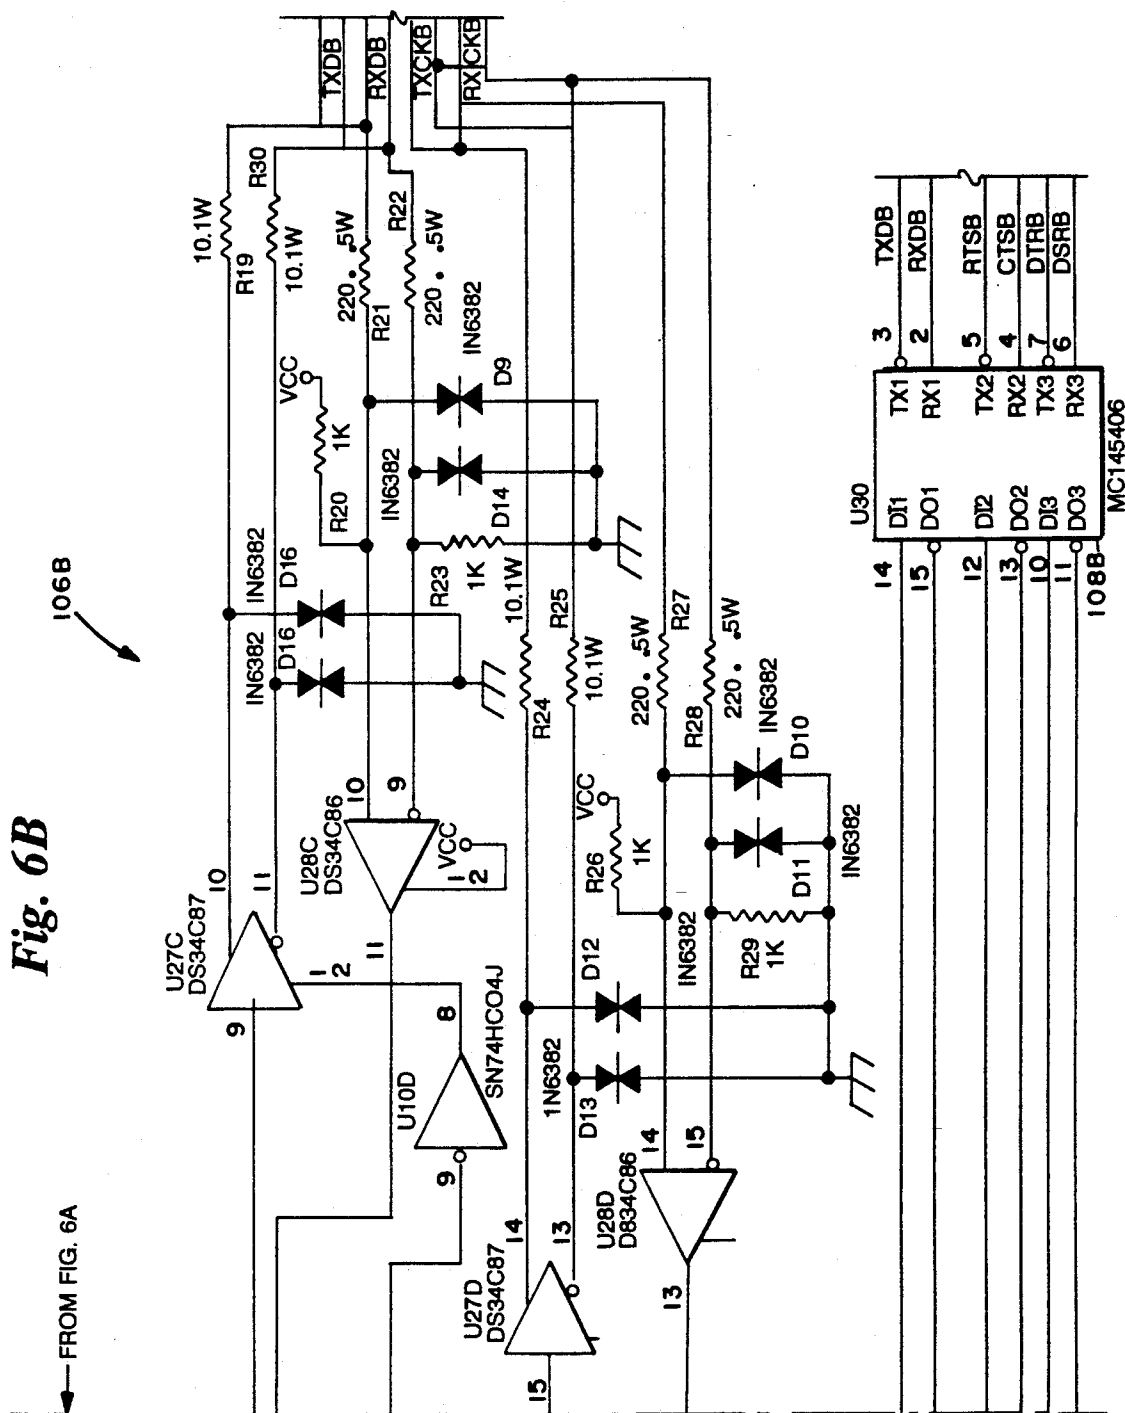 Fig. 6B
FROM FIG. 6A
106B
TXDB
RXDB
TXCKB
RXCKB
R30
10.1W
R19
10.1W
R22
220 . .5W
R21
220 . .5W
VCC
1K
R20
IN6382
D9
IN6382
D14
R23
1K
IN6382
D16
IN6382
D16
10
11
U27C
DS34C87
9
1
2
10
9
U28C
DS34C86
VCC
1
2
11
8
U10D
SN74HCO4J
9
10.1W
R24
R25
10.1W
R27
220 . .5W
R28
220 . .5W
VCC
R26
1K
IN6382
D10
D11
IN6382
R29
1K
IN6382
D12
1N6382
D13
14
13
U27D
DS34C87
15
14
15
U28D
D834C86
13
TXDB
RXDB
RTSB
CTSB
DTRB
DSRB
3
2
5
4
7
6
TX1
RX1
TX2
RX2
TX3
RX3
U30
DI1
DO1
DI2
DO2
DI3
DO3
MC145406
14
15
12
13
10
11
108B